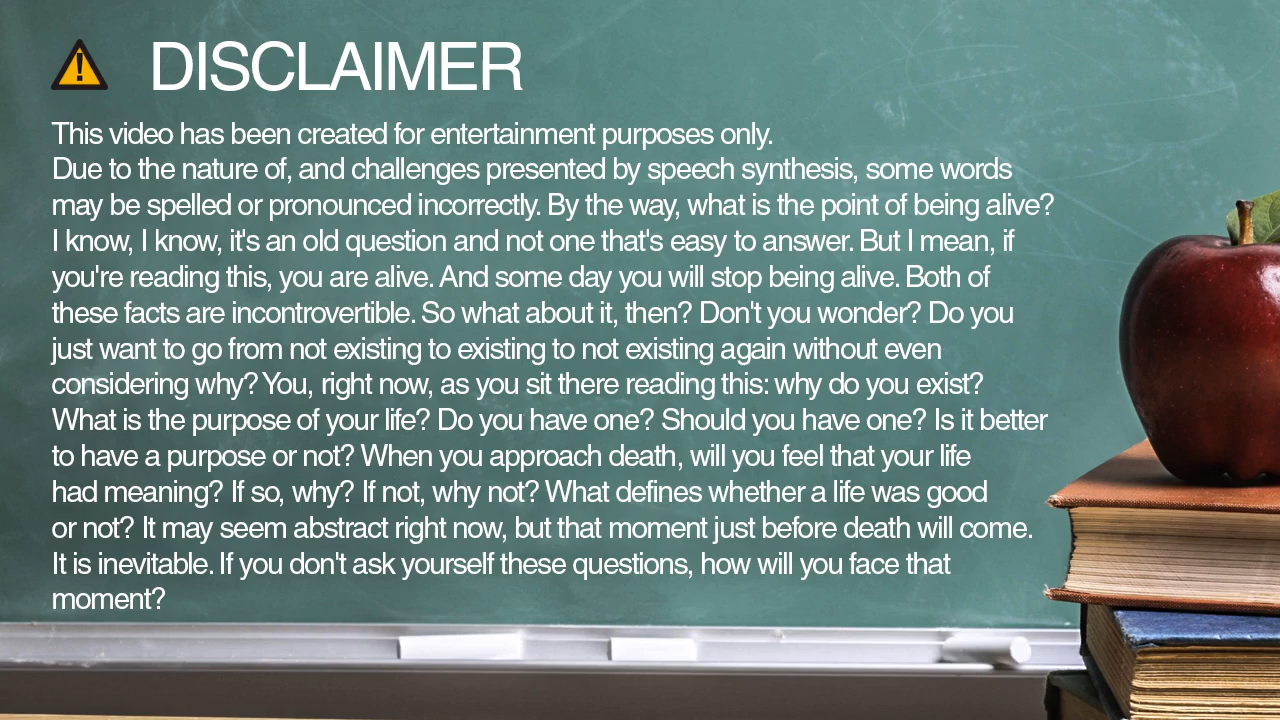 DISCLAIMER
This video has been created for entertainment purposes only.
Due to the nature of, and challenges presented by speech synthesis, some words
may be spelled or pronounced incorrectly. By the way, what is the point of being alive?
I know, I know, it's an old question and not one that's easy to answer. But I mean, if
you're reading this, you are alive. And some day you will stop being alive. Both of
these facts are incontrovertible. So what about it, then? Don't you wonder? Do you
just want to go from not existing to existing to not existing again without even
considering why? You, right now, as you sit there reading this: why do you exist?
What is the purpose of your life? Do you have one? Should you have one? Is it better
to have a purpose or not? When you approach death, will you feel that your life
had meaning? If so, why? If not, why not? What defines whether a life was good
or not? It may seem abstract right now, but that moment just before death will come.
It is inevitable. If you don't ask yourself these questions, how will you face that
moment?